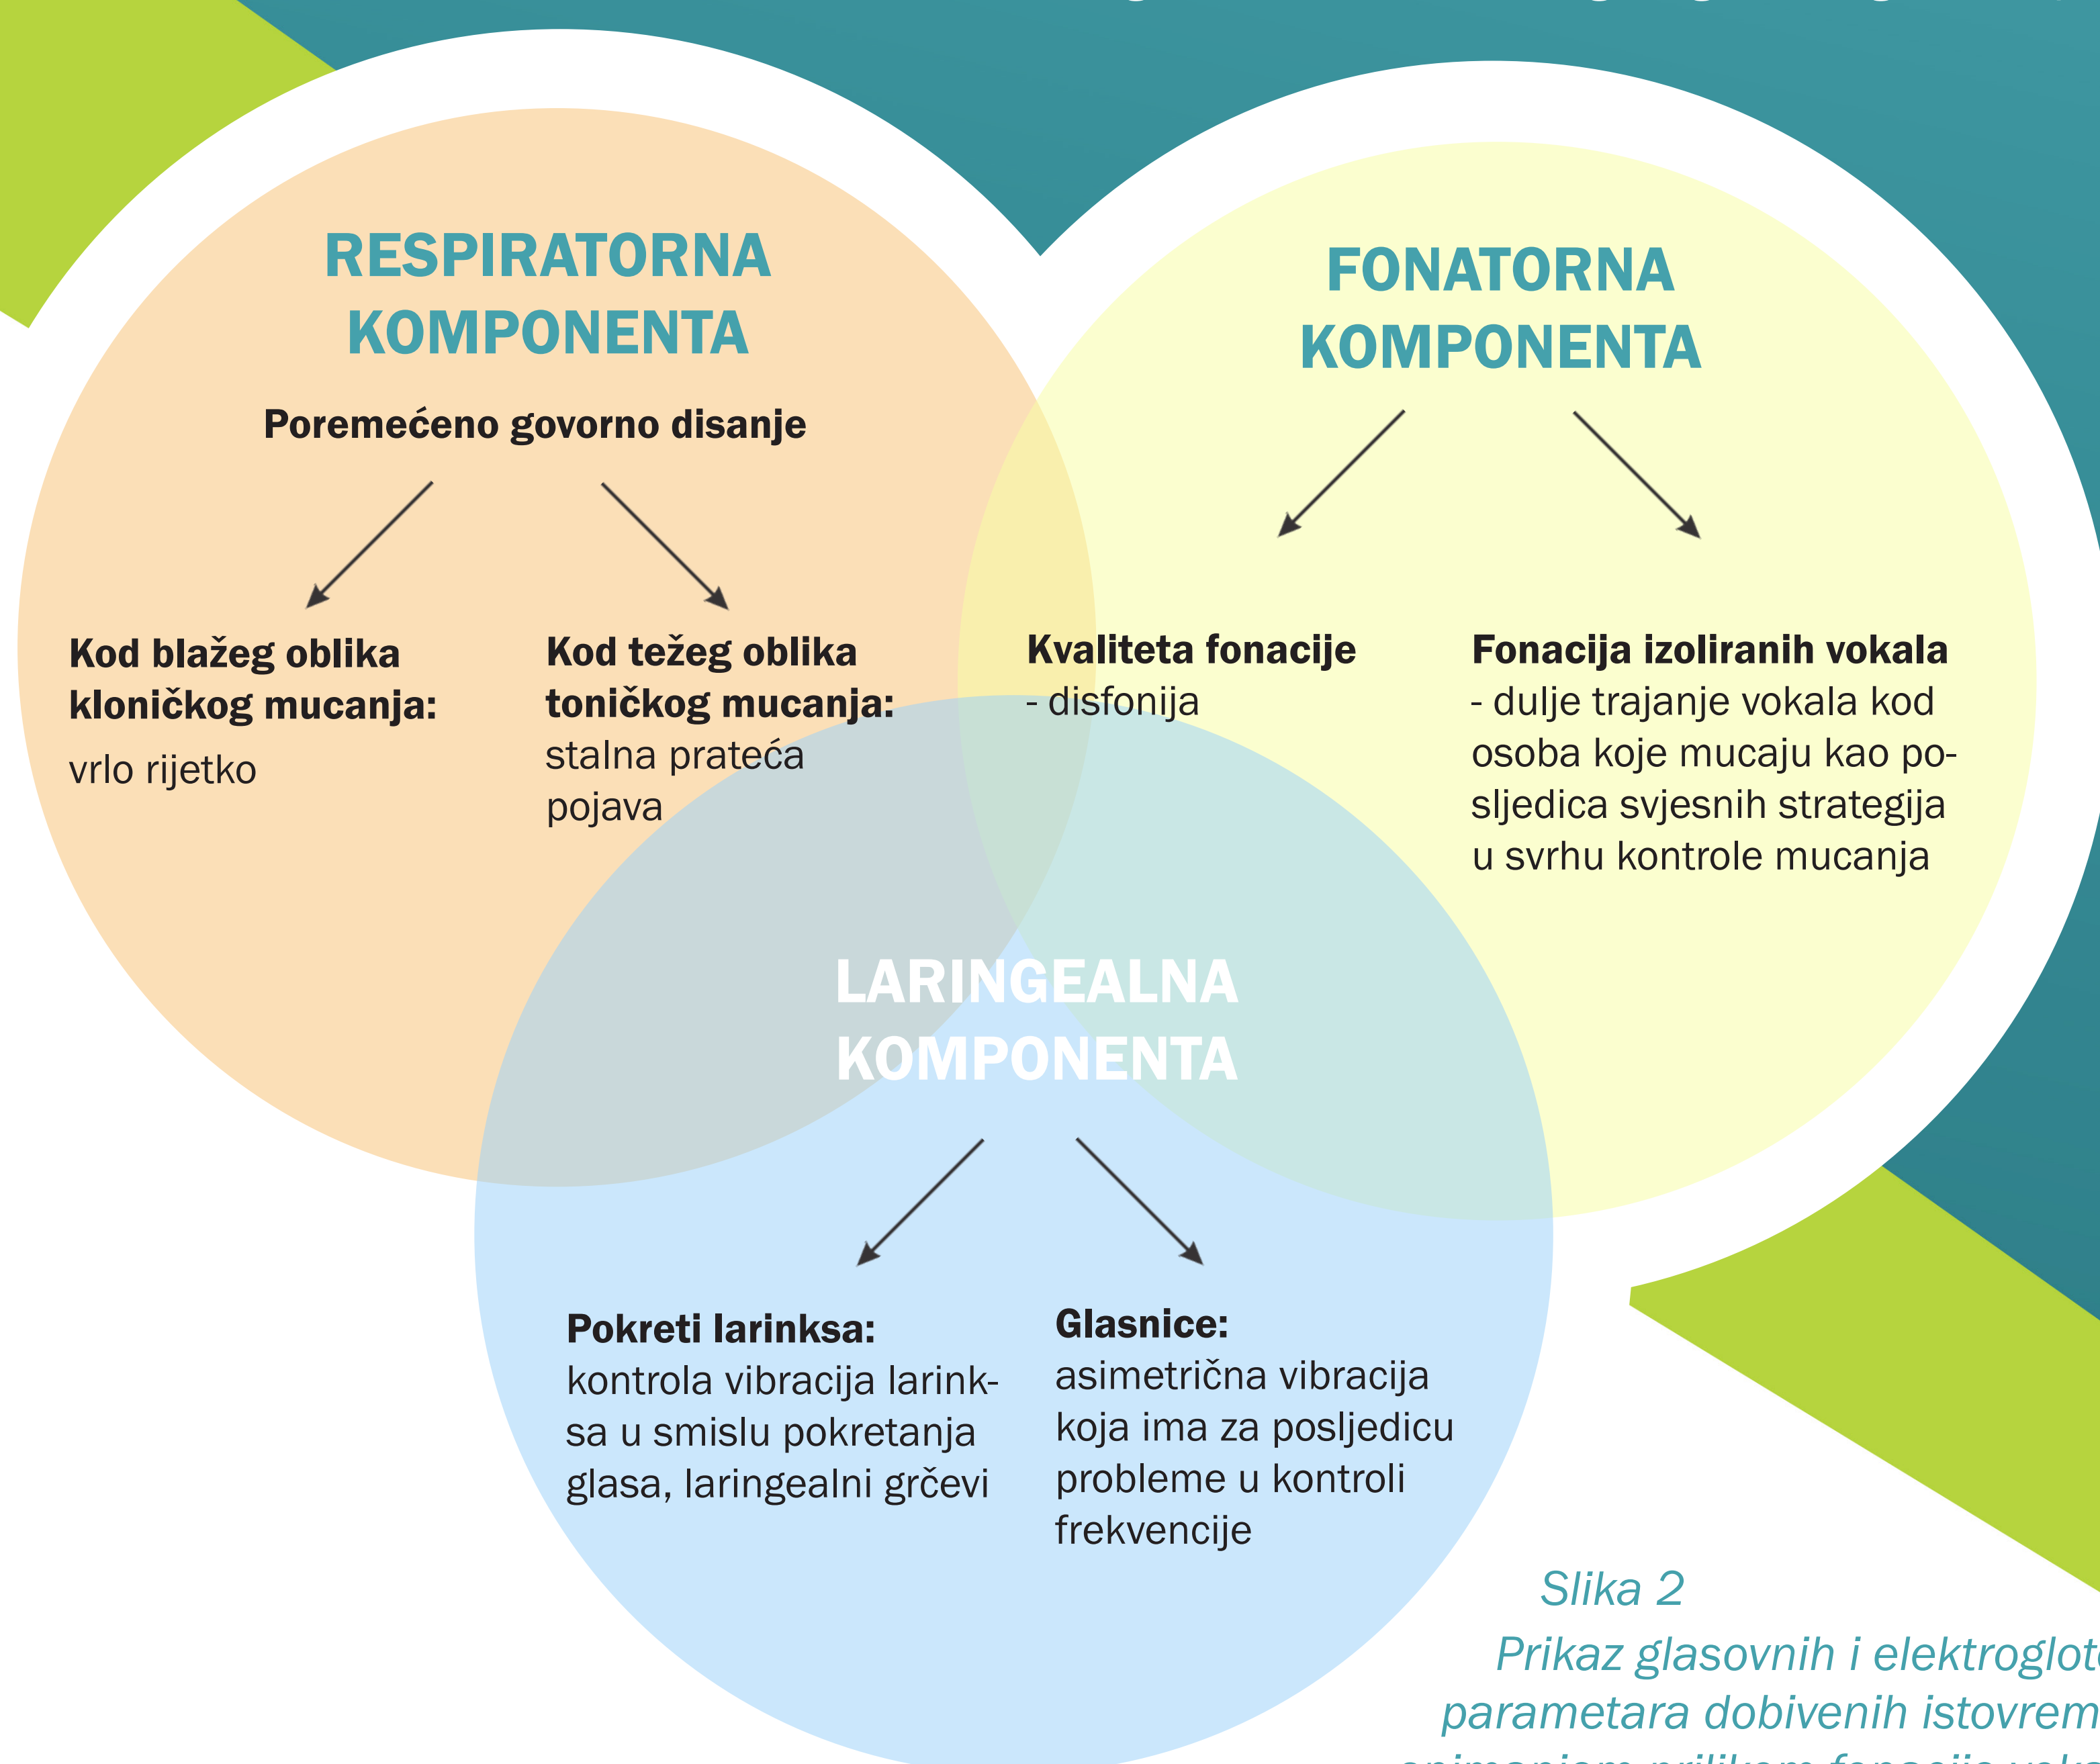 RESPIRATORNA
KOMPONENTA
Poremećeno govorno disanje
Kod blažeg oblika
kloničkog mucanja:
vrlo rijetko
Kod težeg oblika
toničkog mucanja:
stalna prateća
pojava
FONATORNA
KOMPONENTA
Kvaliteta fonacije
- disfonija
Fonacija izoliranih vokala
- dulje trajanje vokala kod
osoba koje mucaju kao po-
sljedica svjesnih strategija
u svrhu kontrole mucanja
LARINGEALNA
KOMPONENTA
Pokreti larinksa:
kontrola vibracija larink-
sa u smislu pokretanja
glasa, laringealni grčevi
Glasnice:
asimetrična vibracija
koja ima za posljedicu
probleme u kontroli
frekvencije
Slika 2
Prikaz glasovnih i
parametara dobivenih
prilikom fonacije